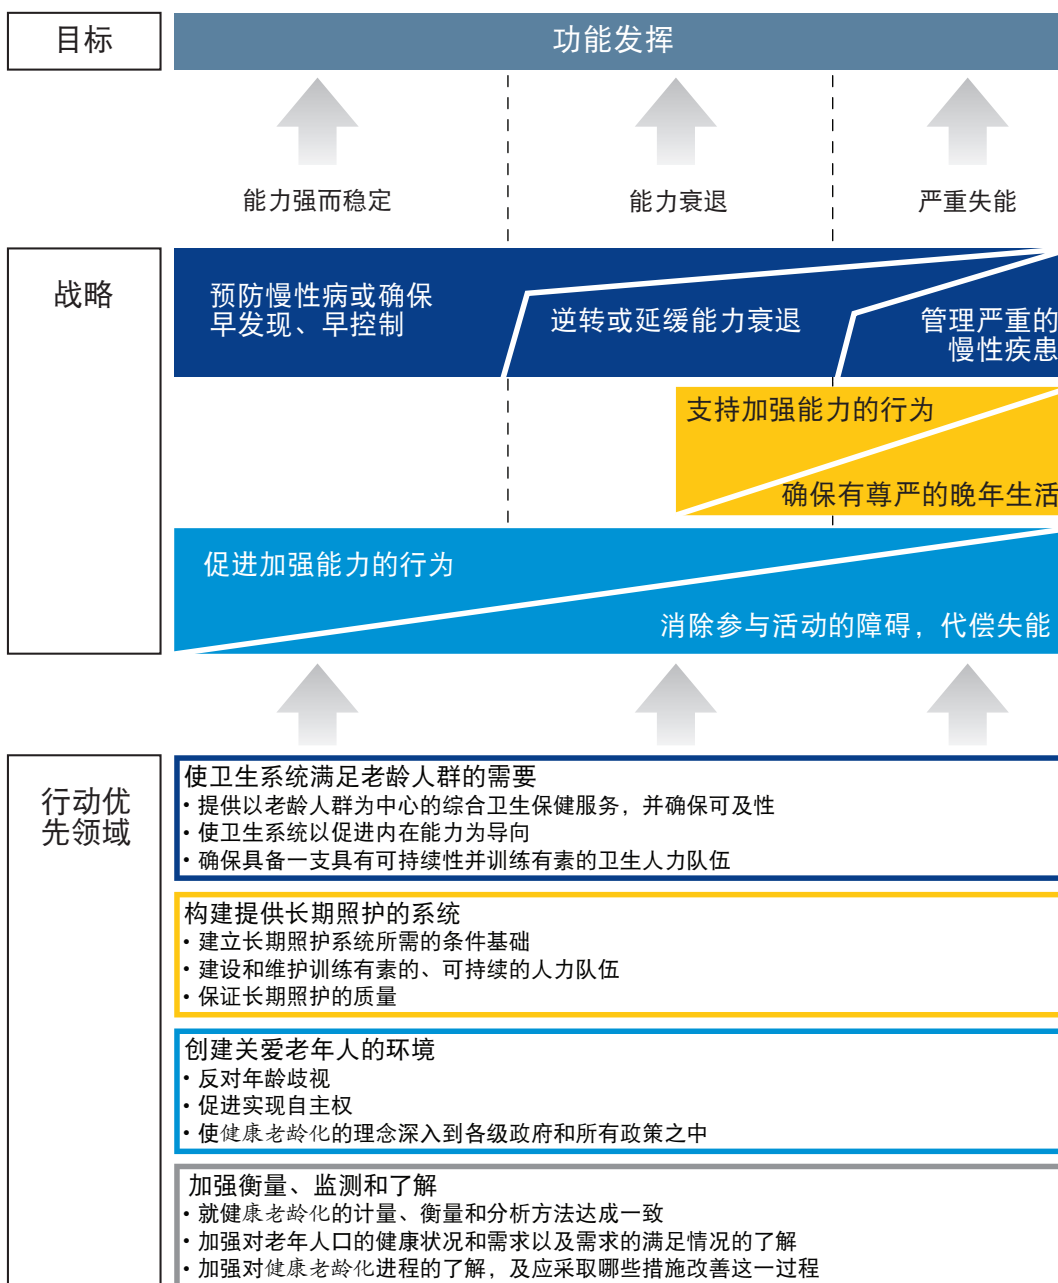 目标
功能发挥
能力强而稳定
能力衰退
严重失能
战略
预防慢性病或确保
早发现、早控制
逆转或延缓能力衰退
管理严重的
慢性疾患
支持加强能力的行为
确保有尊严的晚年生活
促进加强能力的行为
消除参与活动的障碍，代偿失能
行动优
先领域
使卫生系统满足老龄人群的需要
· 提供以老龄人群为中心的综合卫生保健服务，并确保可及性
· 使卫生系统以促进内在能力为导向
· 确保具备一支具有可持续性并训练有素的卫生人力队伍
构建提供长期照护的系统
· 建立长期照护系统所需的条件基础
· 建设和维护训练有素的、可持续的人力队伍
· 保证长期照护的质量
创建关爱老年人的环境
· 反对年龄歧视
· 促进实现自主权
· 使健康老龄化的理念深入到各级政府和所有政策之中
加强衡量、监测和了解
· 就健康老龄化的计量、衡量和分析方法达成一致
· 加强对老年人口的健康状况和需求以及需求的满足情况的了解
· 加强对健康老龄化进程的了解，及应采取哪些措施改善这一过程